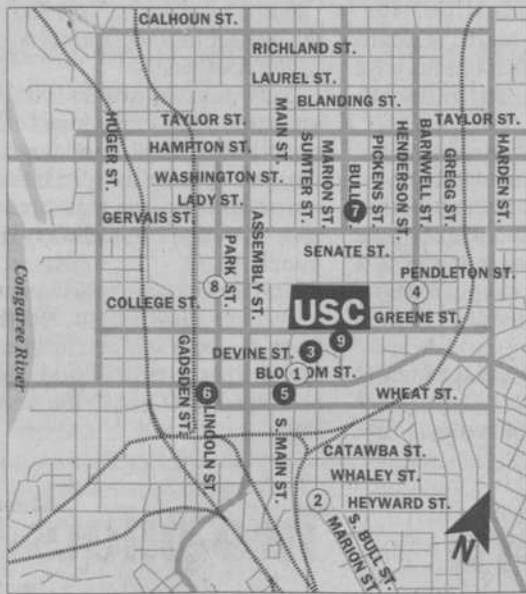 CALHOUN ST.
RICHLAND ST.
LAUREL ST.
BLANDING ST.
TAYLOR ST.
TAYLOR ST.
HAMPTON ST.
WASHINGTON ST.
LADY ST.
GERVAIS ST.
HUGER ST.
MAIN ST.
SUMTER ST.
MARION ST.
BULL
7
PICKENS ST.
HENDERSON ST.
BARNWELL ST.
GREGG ST.
HARDEN ST.
ASSEMBLY ST.
PARK ST.
SENATE ST.
PENDLETON ST.
Congaree River
8
4
COLLEGE ST.
USC
GREENE ST.
9
GADSDEN ST.
DEVINE ST.
3
1
BLO OM ST.
6
5
WHEAT ST.
LINCOLN ST.
S. MAIN ST.
CATAWBA ST.
WHALEY ST.
2
HEYWARD ST.
S. BULL ST.
MARION ST.
N